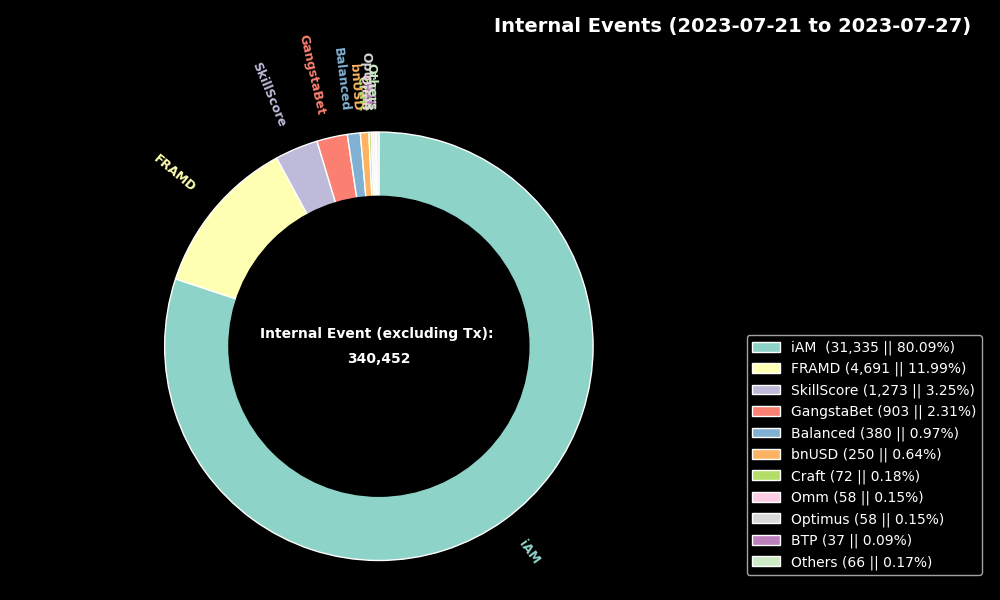 Internal Events (2023-07-21 to 2023-07-27)
GangstaBet
Balanced
bnUSD
Optimus
Others
SkillScore
FRAMD
Internal Event (excluding Tx):
340,452
iAM
iAM (31,335 || 80.09%)
FRAMD (4,691 || 11.99%)
SkillScore (1,273 || 3.25%)
GangstaBet (903 || 2.31%)
Balanced (380 || 0.97%)
bnUSD (250 || 0.64%)
Craft (72 || 0.18%)
Omm (58 || 0.15%)
Optimus (58 || 0.15%)
BTP (37 || 0.09%)
Others (66 || 0.17%)